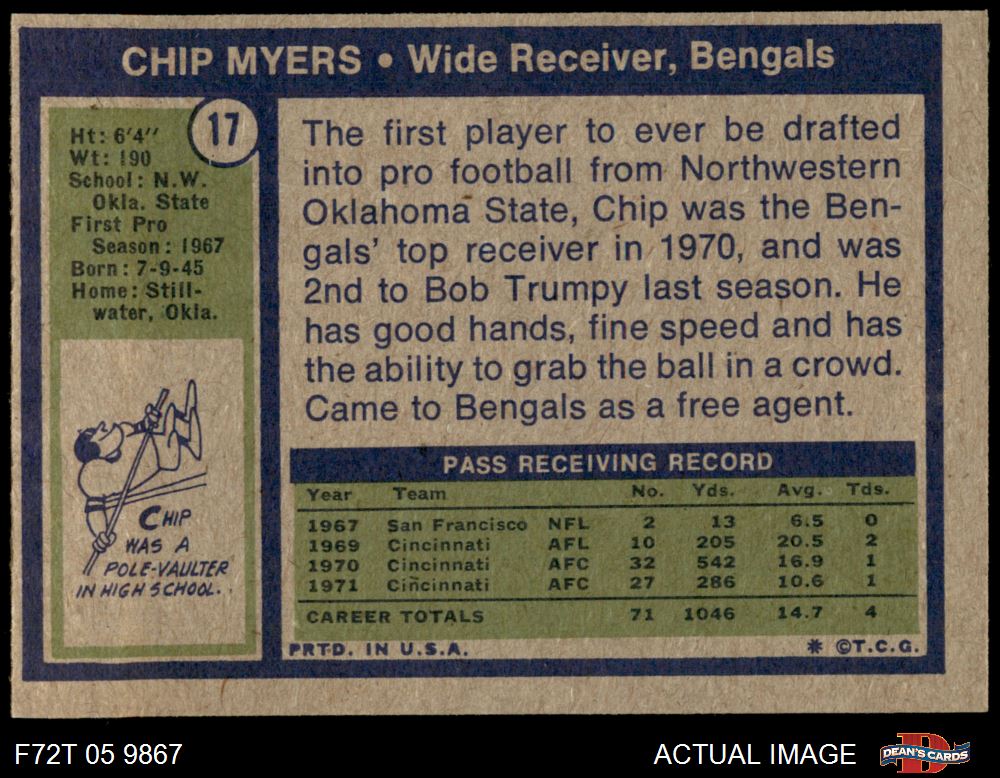 CHIP MYERS • Wide Receiver, Bengals
17
Ht: 6'4''
Wt: 190
School: N.W.
Okla. State
First Pro
Season: 1967
Born: 7-9-45
Home: Still-
water, Okla.
CHIP
WAS A
POLE-VAULTER
IN HIGH SCHOOL.
The first player to ever be drafted
into pro football from Northwestern
Oklahoma State, Chip was the Ben-
gals' top receiver in 1970, and was
2nd to Bob Trumpy last season. He
has good hands, fine speed and has
the ability to grab the ball in a crowd.
Came to Bengals as a free agent.
PASS RECEIVING RECORD
Year Team No. Yds. Avg. Tds.
1967 San Francisco NFL 2 13 6.5 0
1969 Cincinnati AFL 10 205 20.5 2
1970 Cincinnati AFC 32 542 16.9 1
1971 Cincinnati AFC 27 286 10.6 1
CAREER TOTALS 71 1046 14.7 4
PRTD. IN U.S.A. * ©T.C.G.
F72T 05 9867 ACTUAL IMAGE DEAN'S CARDS